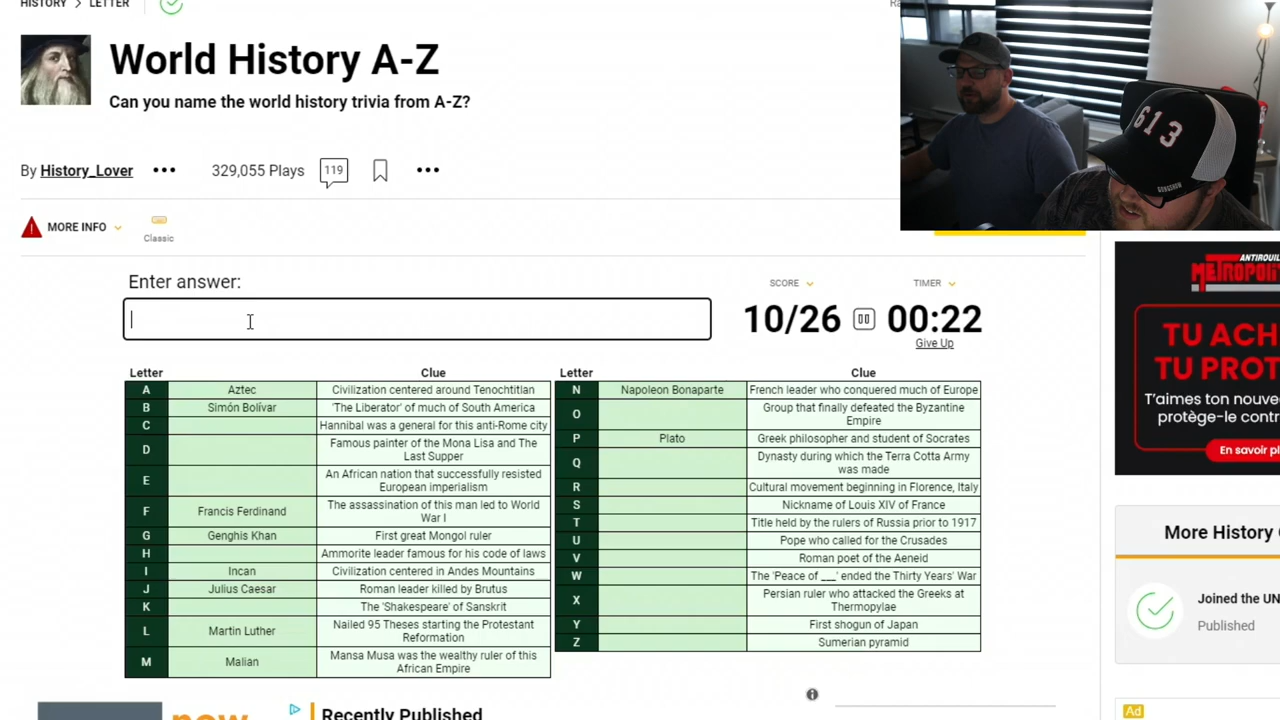 HISTORY > LETTER
World History A-Z
Can you name the world history trivia from A-Z?
By History_Lover ••• 329,055 Plays 119 •••
MORE INFO
Classic
Enter answer:
SCORE
TIMER
10/26
00:22
Give Up
Letter Clue
A Aztec Civilization centered around Tenochtitlan
B Simón Bolívar 'The Liberator' of much of South America
C Hannibal was a general for this anti-Rome city
D Famous painter of the Mona Lisa and The
Last Supper
E An African nation that successfully resisted
European imperialism
F Francis Ferdinand The assassination of this man led to World
War I
G Genghis Khan First great Mongol ruler
H Ammorite leader famous for his code of laws
I Incan Civilization centered in Andes Mountains
J Julius Caesar Roman leader killed by Brutus
K The 'Shakespeare' of Sanskrit
L Martin Luther Nailed 95 Theses starting the Protestant
Reformation
M Malian Mansa Musa was the wealthy ruler of this
African Empire
Letter Clue
N Napoleon Bonaparte French leader who conquered much of Europe
O Group that finally defeated the Byzantine
Empire
P Plato Greek philosopher and student of Socrates
Q Dynasty during which the Terra Cotta Army
was made
R Cultural movement beginning in Florence, Italy
S Nickname of Louis XIV of France
T Title held by the rulers of Russia prior to 1917
U Pope who called for the Crusades
V Roman poet of the Aeneid
W The 'Peace of ___' ended the Thirty Years' War
X Persian ruler who attacked the Greeks at
Thermopylae
Y First shogun of Japan
Z Sumerian pyramid
Recently Published
now
613
GONGSHOW
ANTIROUIL
METROPOLI
TU ACH
TU PROT
T'aimes ton nouve
protège-le contr
En savoir pl
More History
Joined the UN
Published
Ad